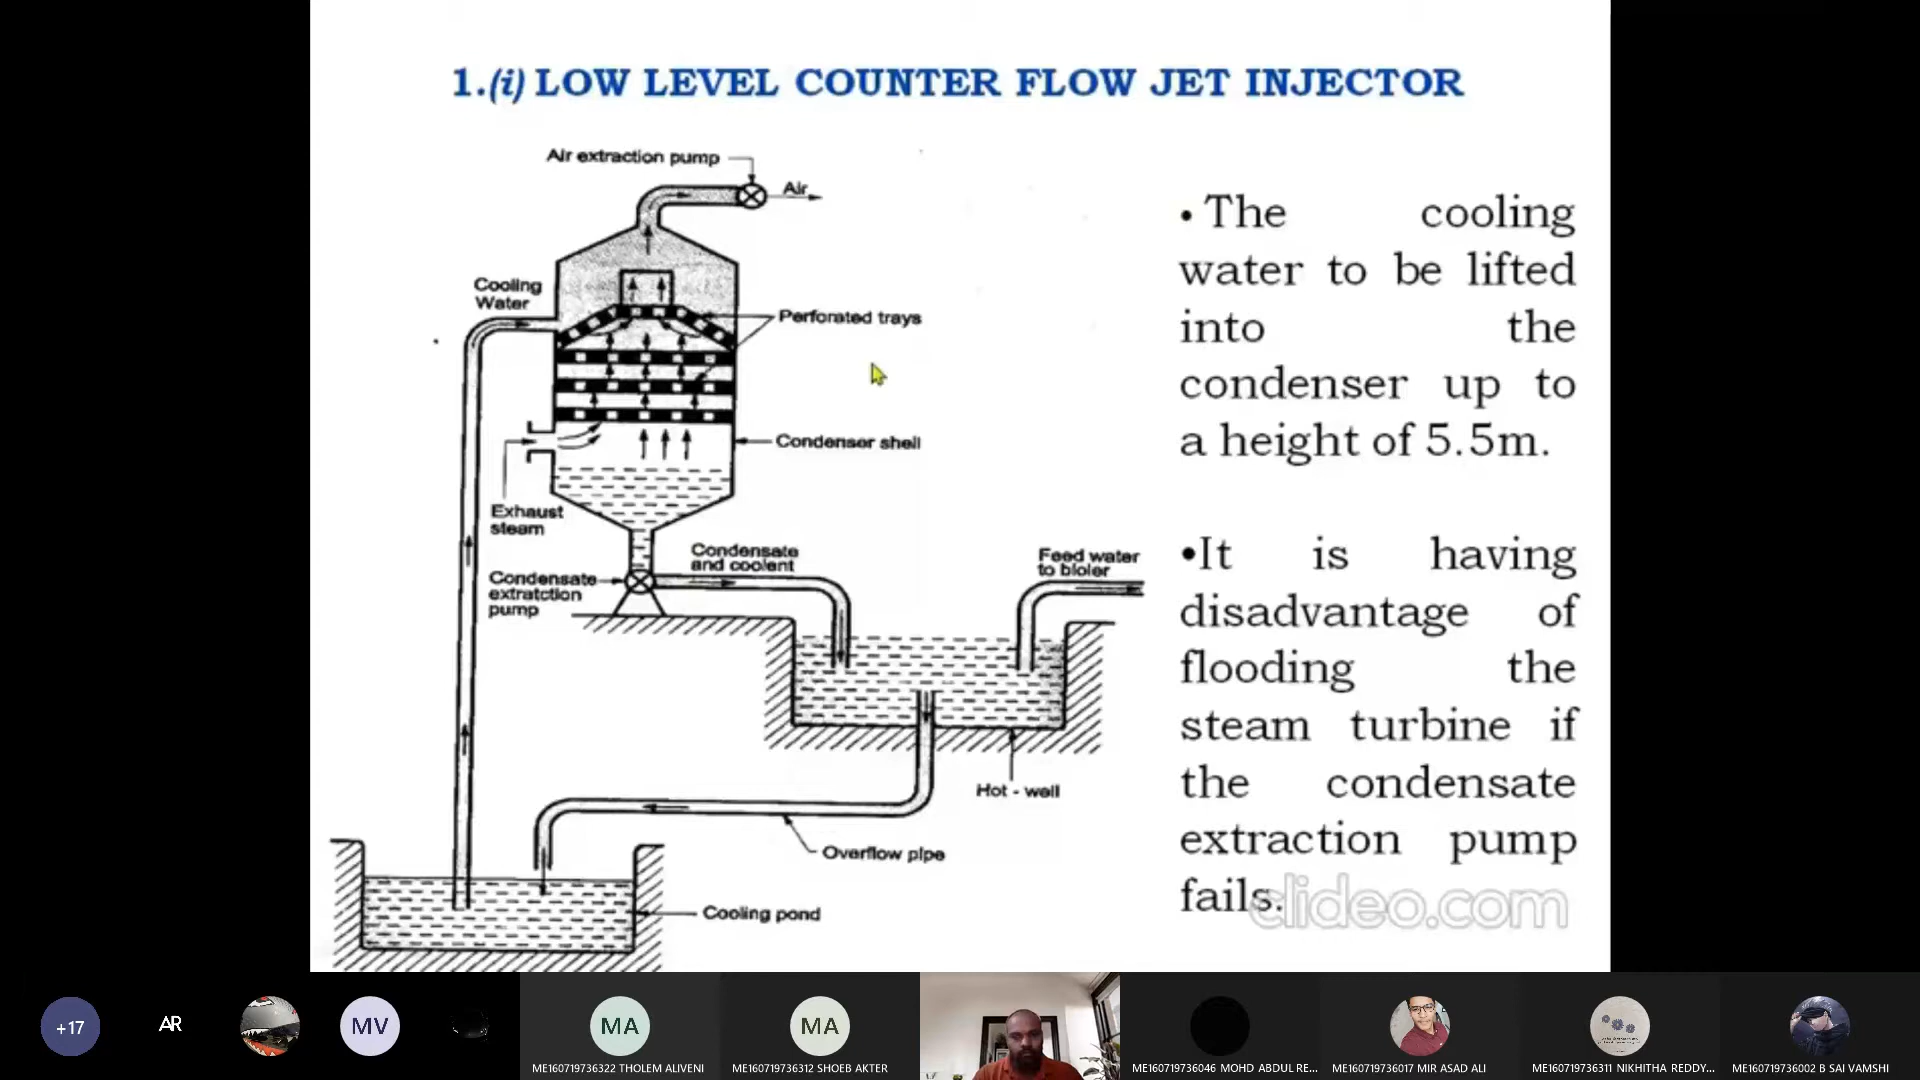 1.(i) LOW LEVEL COUNTER FLOW JET INJECTOR
Air extraction pump
Air
Cooling
Water
Perforated trays
Condenser shell
Exhaust
steam
Condensate
and coolent
Condensate
extratction
pump
Feed water
to bloler
Hot - well
Overflow pipe
Cooling pond
• The cooling
water to be lifted
into the
condenser up to
a height of 5.5m.
•It is having
disadvantage of
flooding the
steam turbine if
the condensate
extraction pump
fails.
clideo.com
+17
AR
MV
MA
MA
ME160719736322 THOLEM ALIVENI
ME160719736312 SHOEB AKTER
ME160719736046 MOHD ABDUL RE...
ME160719736017 MIR ASAD ALI
ME160719736311 NIKHITHA REDDY...
ME160719736002 B SAI VAMSHI